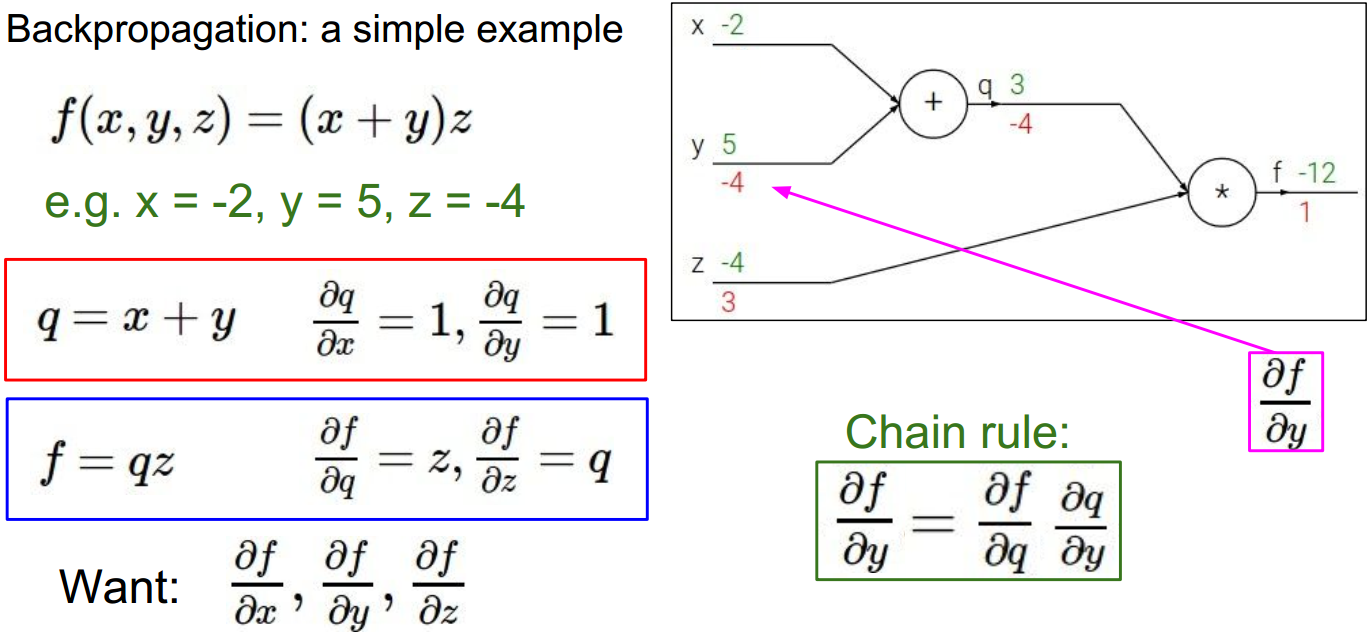 Backpropagation: a simple example
f(x, y, z) = (x + y)z
e.g. x = -2, y = 5, z = -4
q = x + y    ∂q/∂x = 1, ∂q/∂y = 1
f = qz    ∂f/∂q = z, ∂f/∂z = q
Want: ∂f/∂x, ∂f/∂y, ∂f/∂z
x -2
+
q 3
-4
y 5
-4
*
f -12
1
z -4
3
∂f/∂y
Chain rule:
∂f/∂y = ∂f/∂q ∂q/∂y